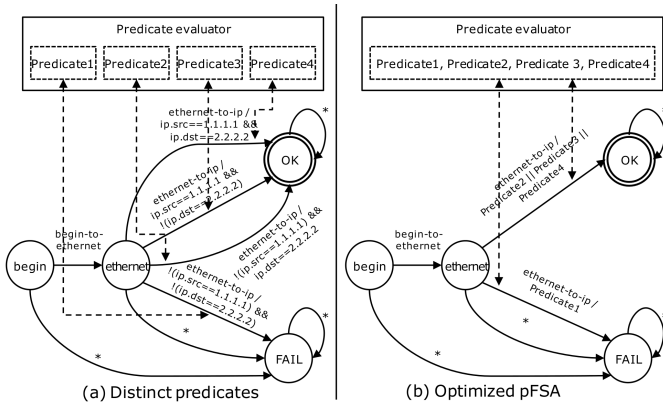 Predicate evaluator
Predicate1
Predicate2
Predicate3
Predicate4
ethernet-to-ip /
ip.src==1.1.1.1 &&
ip.dst==2.2.2.2
*
OK
ethernet-to-ip /
ip.src==1.1.1.1 &&
!(ip.dst==2.2.2.2)
ethernet-to-ip /
!(ip.src==1.1.1.1) &&
ip.dst==2.2.2.2
begin-to-
ethernet
begin
ethernet
ethernet-to-ip /
!(ip.src==1.1.1.1) &&
!(ip.dst==2.2.2.2)
*
*
*
FAIL
(a) Distinct predicates
Predicate evaluator
Predicate1, Predicate2, Predicate 3, Predicate4
*
OK
ethernet-to-ip /
Predicate2 || Predicate3 ||
Predicate4
begin-to-
ethernet
begin
ethernet
ethernet-to-ip /
Predicate1
*
*
*
FAIL
(b) Optimized pFSA